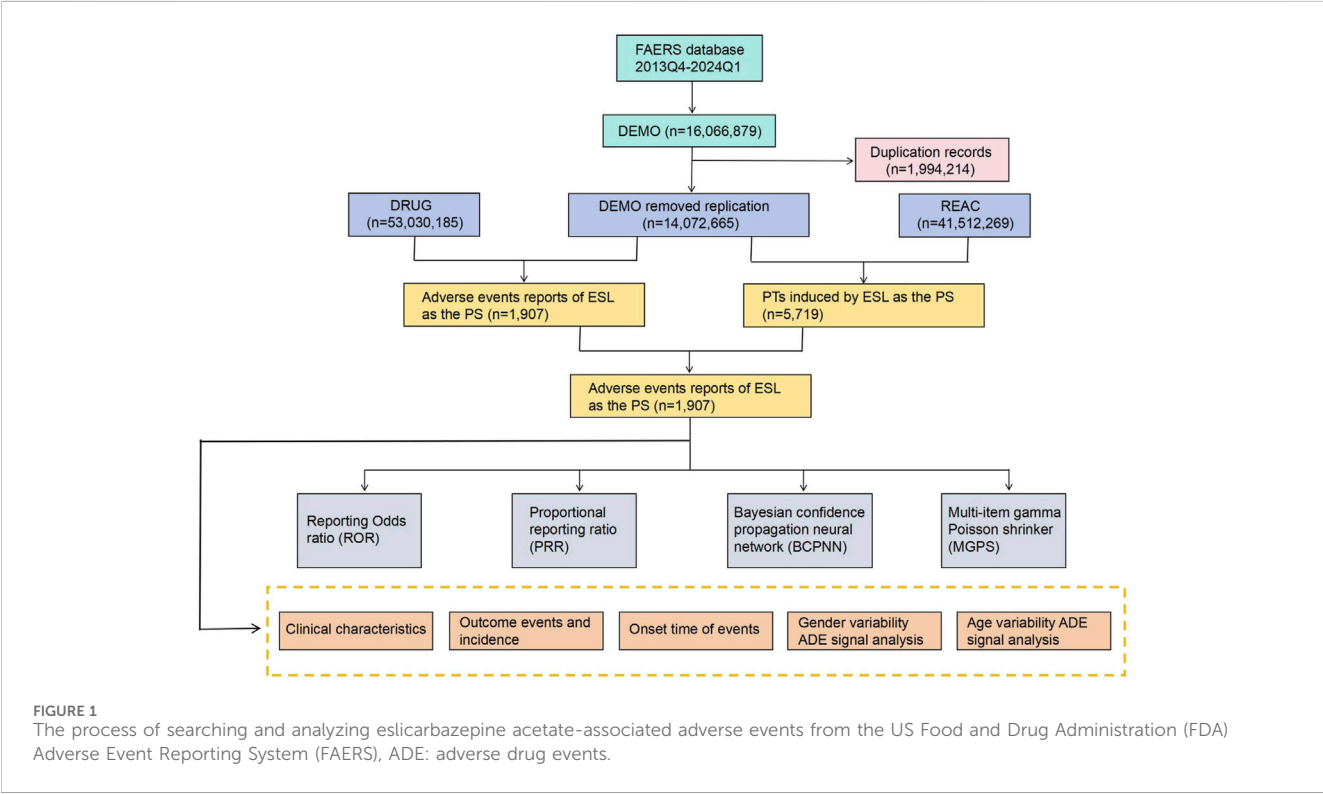 FAERS database
2013Q4-2024Q1
DEMO (n=16,066,879)
Duplication records
(n=1,994,214)
DRUG
(n=53,030,185)
DEMO removed replication
(n=14,072,665)
REAC
(n=41,512,269)
Adverse events reports of ESL
as the PS (n=1,907)
PTs induced by ESL as the PS
(n=5,719)
Adverse events reports of ESL
as the PS (n=1,907)
Reporting Odds
ratio (ROR)
Proportional
reporting ratio
(PRR)
Bayesian confidence
propagation neural
network (BCPNN)
Multi-item gamma
Poisson shrinker
(MGPS)
Clinical characteristics
Outcome events and
incidence
Onset time of events
Gender variability
ADE signal analysis
Age variability ADE
signal analysis
FIGURE 1
The process of searching and analyzing eslicarbazepine acetate-associated adverse events from the US Food and Drug Administration (FDA)
Adverse Event Reporting System (FAERS), ADE: adverse drug events.